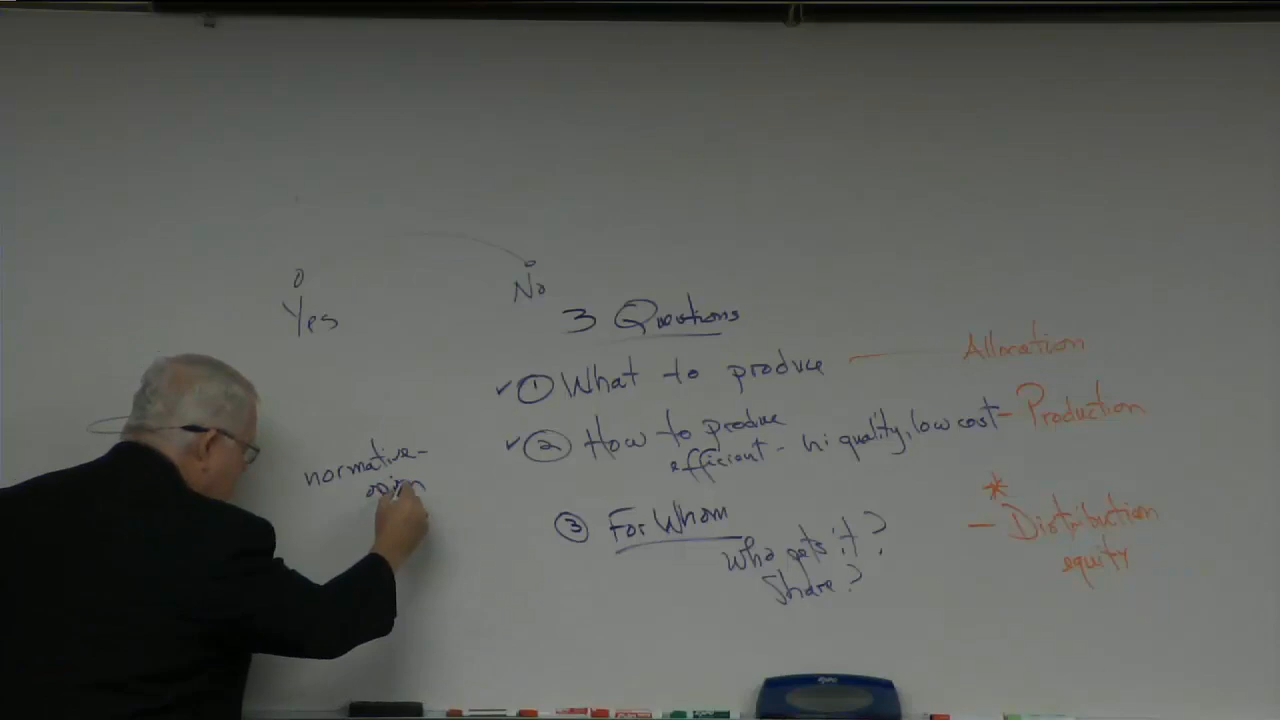 No
Yes
3 Questions
✓ ① What to produce — Allocation
✓ ② How to produce
efficient - hi quality, low cost - Production
③ For Whom
*
- Distribution
equity
Who gets it?
Share?
normative -